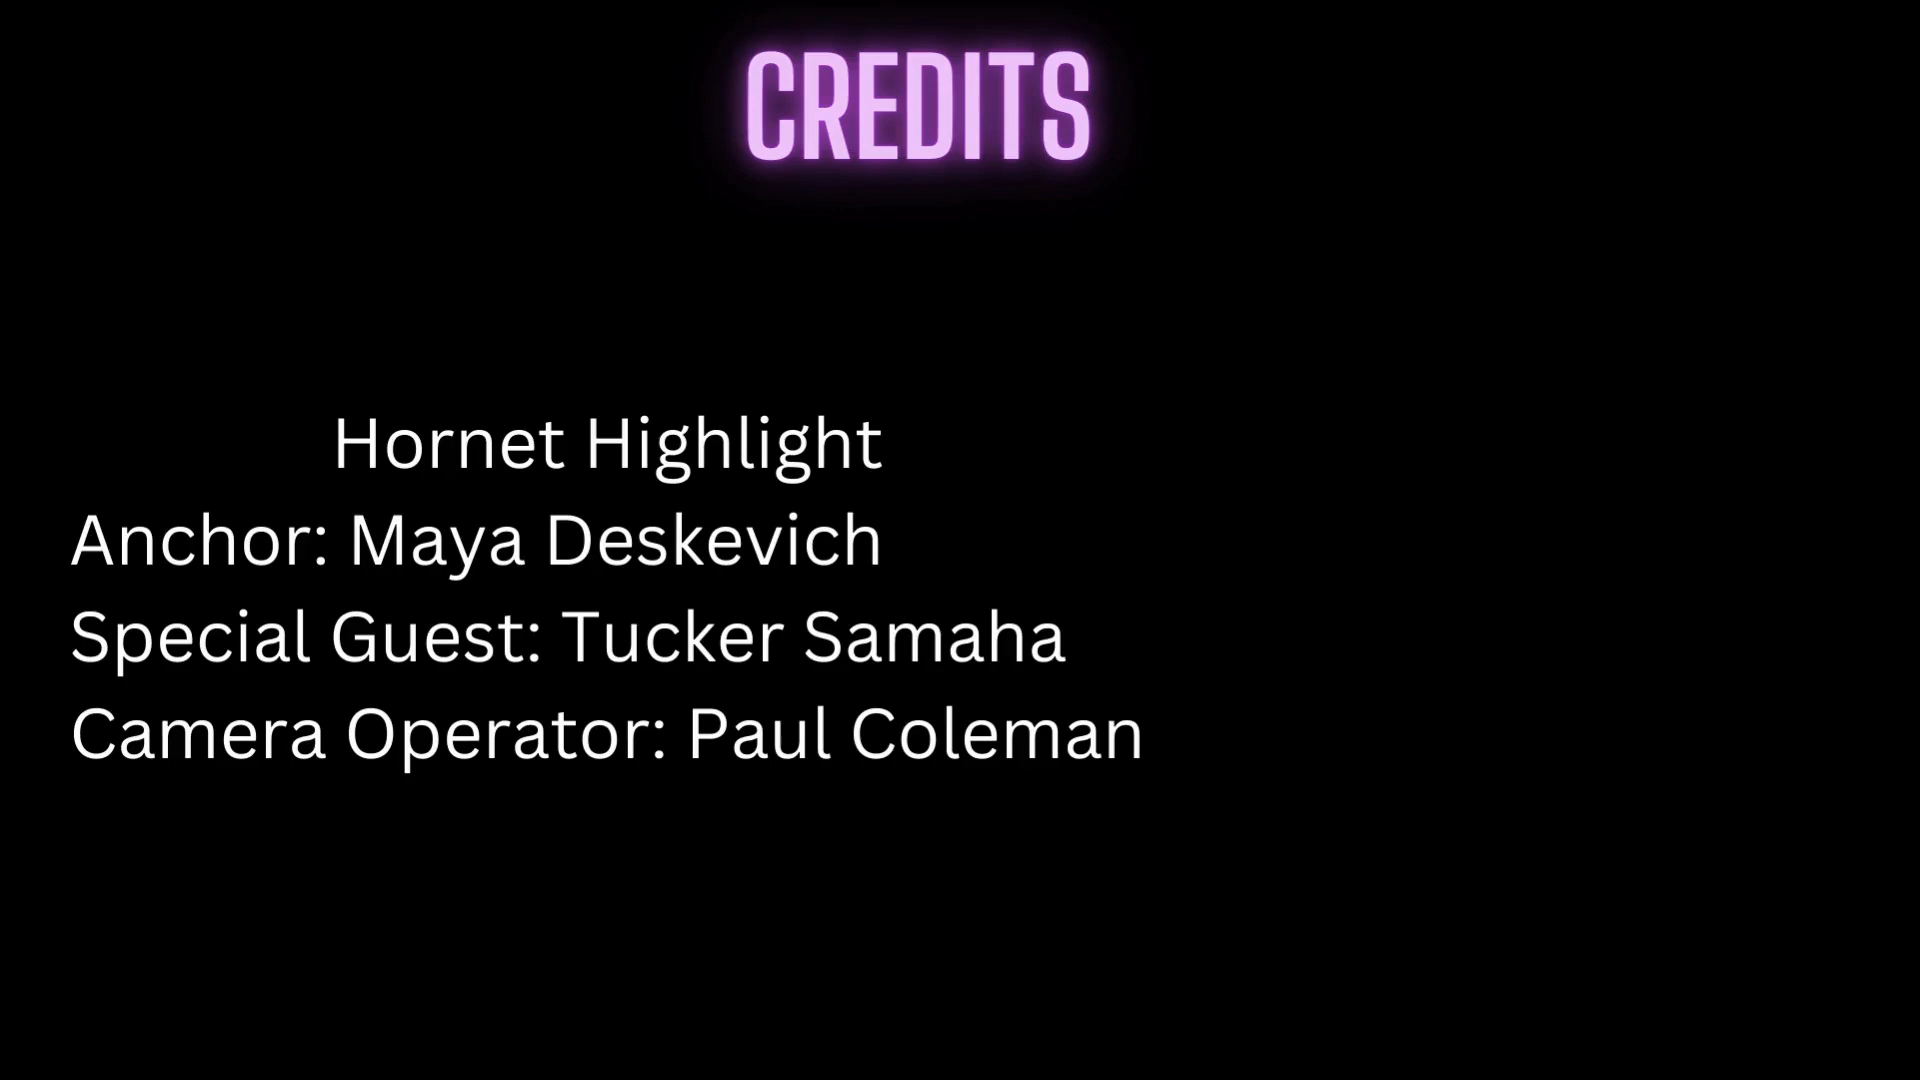 CREDITS
Hornet Highlight
Anchor: Maya Deskevich
Special Guest: Tucker Samaha
Camera Operator: Paul Coleman